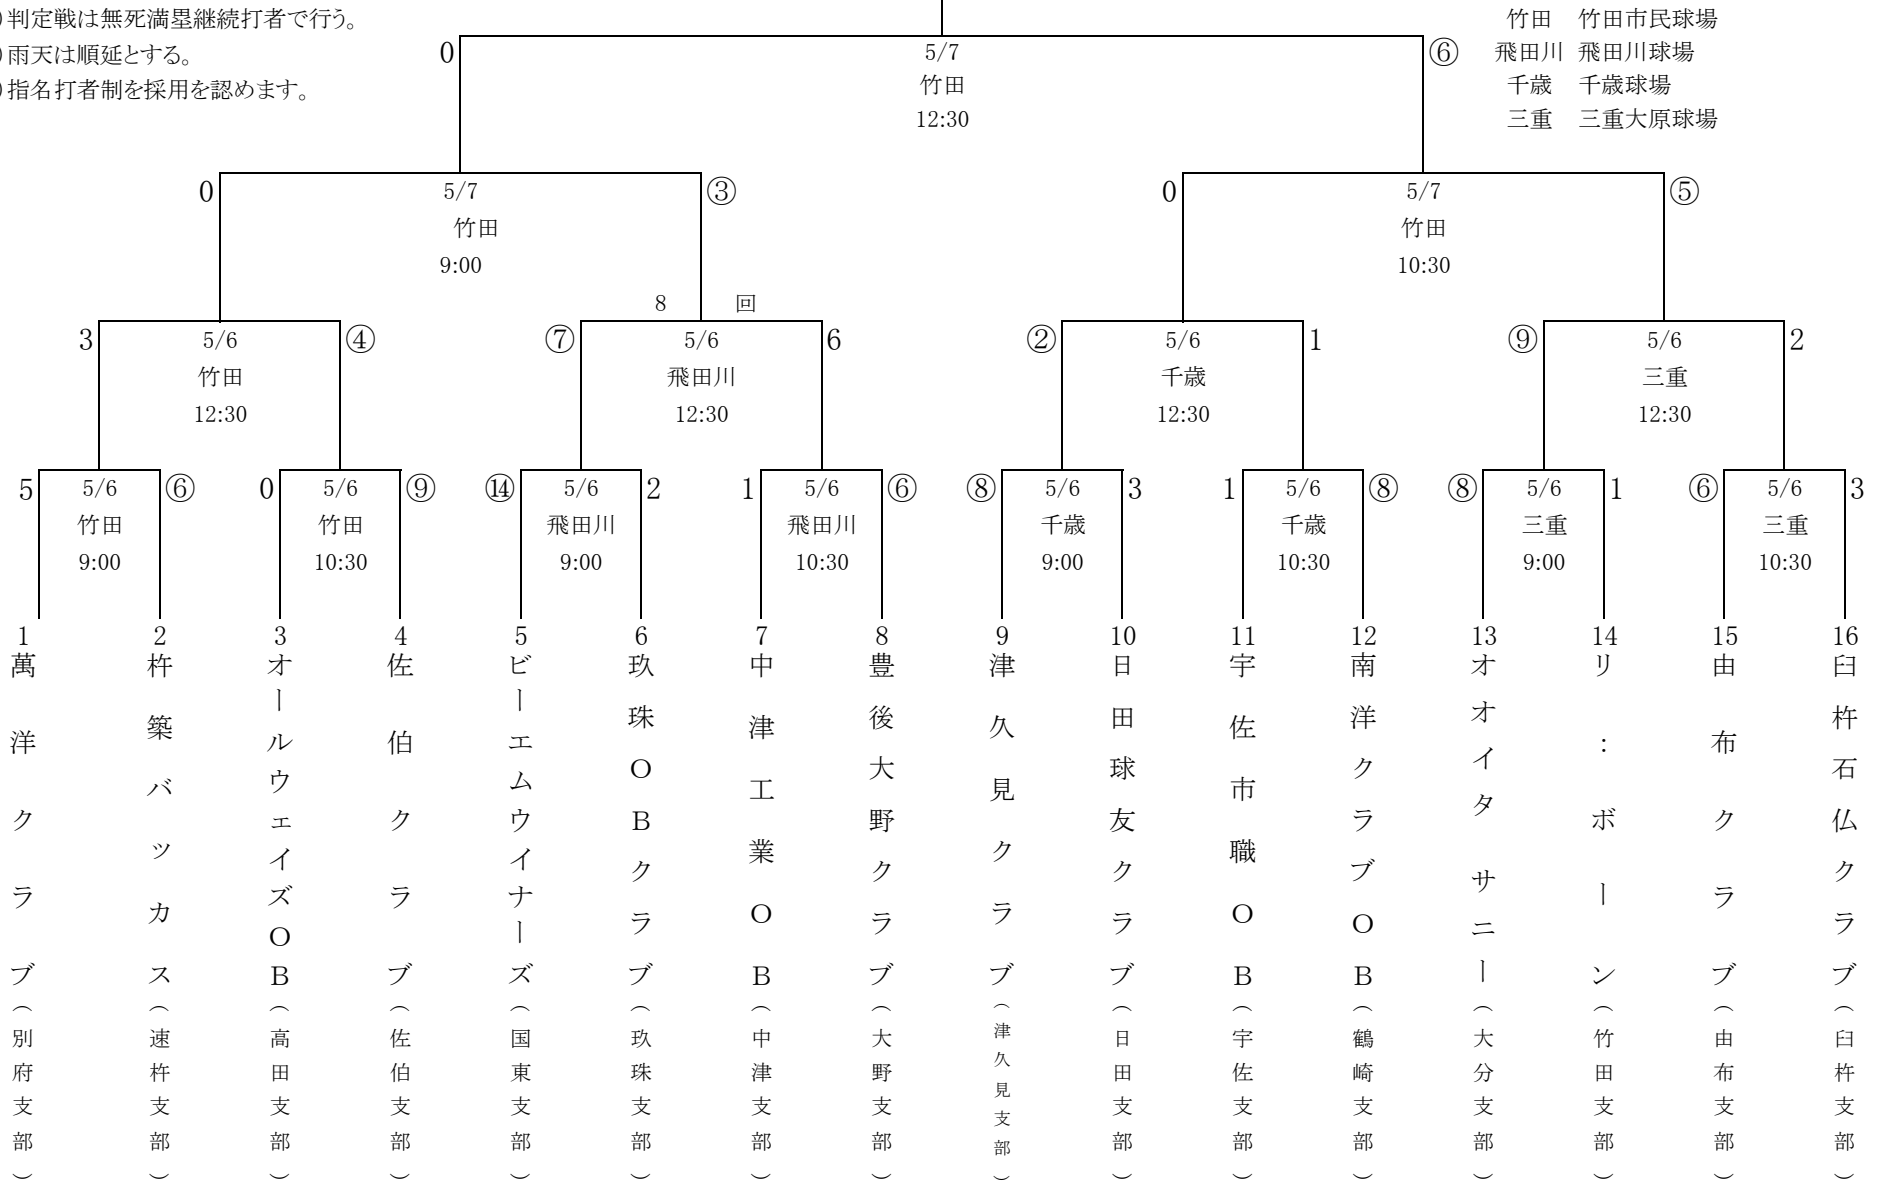 )判定戦は無死満塁継続打者で行う。
)雨天は順延とする。
)指名打者制を採用を認めます。
竹田 竹田市民球場
飛田川 飛田川球場
千歳 千歳球場
三重 三重大原球場
0 5/7 ⑥
竹田
12:30
0 5/7 ③ 0 5/7 ⑤
竹田 竹田
9:00 10:30
8 回
3 5/6 ④ ⑦ 5/6 6 ② 5/6 1 ⑨ 5/6 2
竹田 飛田川 千歳 三重
12:30 12:30 12:30 12:30
5 5/6 ⑥ 0 5/6 ⑨ ⑭ 5/6 2 1 5/6 ⑥ ⑧ 5/6 3 1 5/6 ⑧ ⑧ 5/6 1 ⑥ 5/6 3
竹田 竹田 飛田川 飛田川 千歳 千歳 三重 三重
9:00 10:30 9:00 10:30 9:00 10:30 9:00 10:30
1 萬洋クラブ(別府支部)
2 杵築バッカス(速杵支部)
3 オールウェイズOB(高田支部)
4 佐伯クラブ(佐伯支部)
5 ビーエムウイナーズ(国東支部)
6 玖珠OBクラブ(玖珠支部)
7 中津工業OB(中津支部)
8 豊後大野クラブ(大野支部)
9 津久見クラブ(津久見支部)
10 日田球友クラブ(日田支部)
11 宇佐市職OB(宇佐支部)
12 南洋クラブOB(鶴崎支部)
13 オオイタ サニー(大分支部)
14 リ:ボーン(竹田支部)
15 由布クラブ(由布支部)
16 臼杵石仏クラブ(臼杵支部)